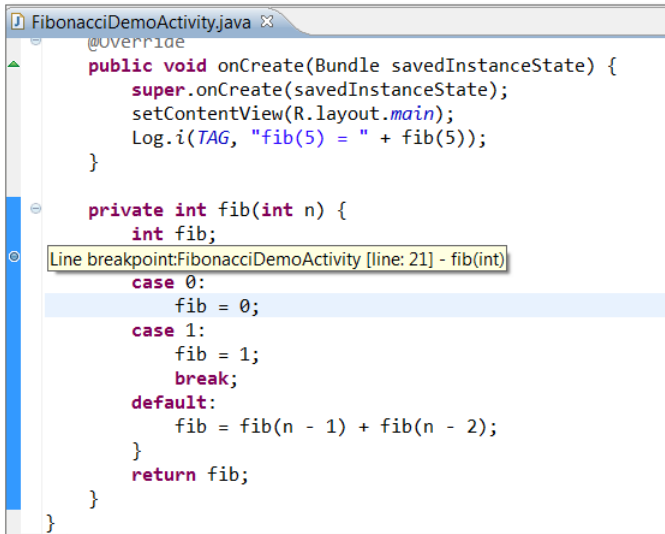 FibonacciDemoActivity.java
@Override
public void onCreate(Bundle savedInstanceState) {
super.onCreate(savedInstanceState);
setContentView(R.layout.main);
Log.i(TAG, "fib(5) = " + fib(5));
}
private int fib(int n) {
int fib;
Line breakpoint:FibonacciDemoActivity [line: 21] - fib(int)
case 0:
fib = 0;
case 1:
fib = 1;
break;
default:
fib = fib(n - 1) + fib(n - 2);
}
return fib;
}
}